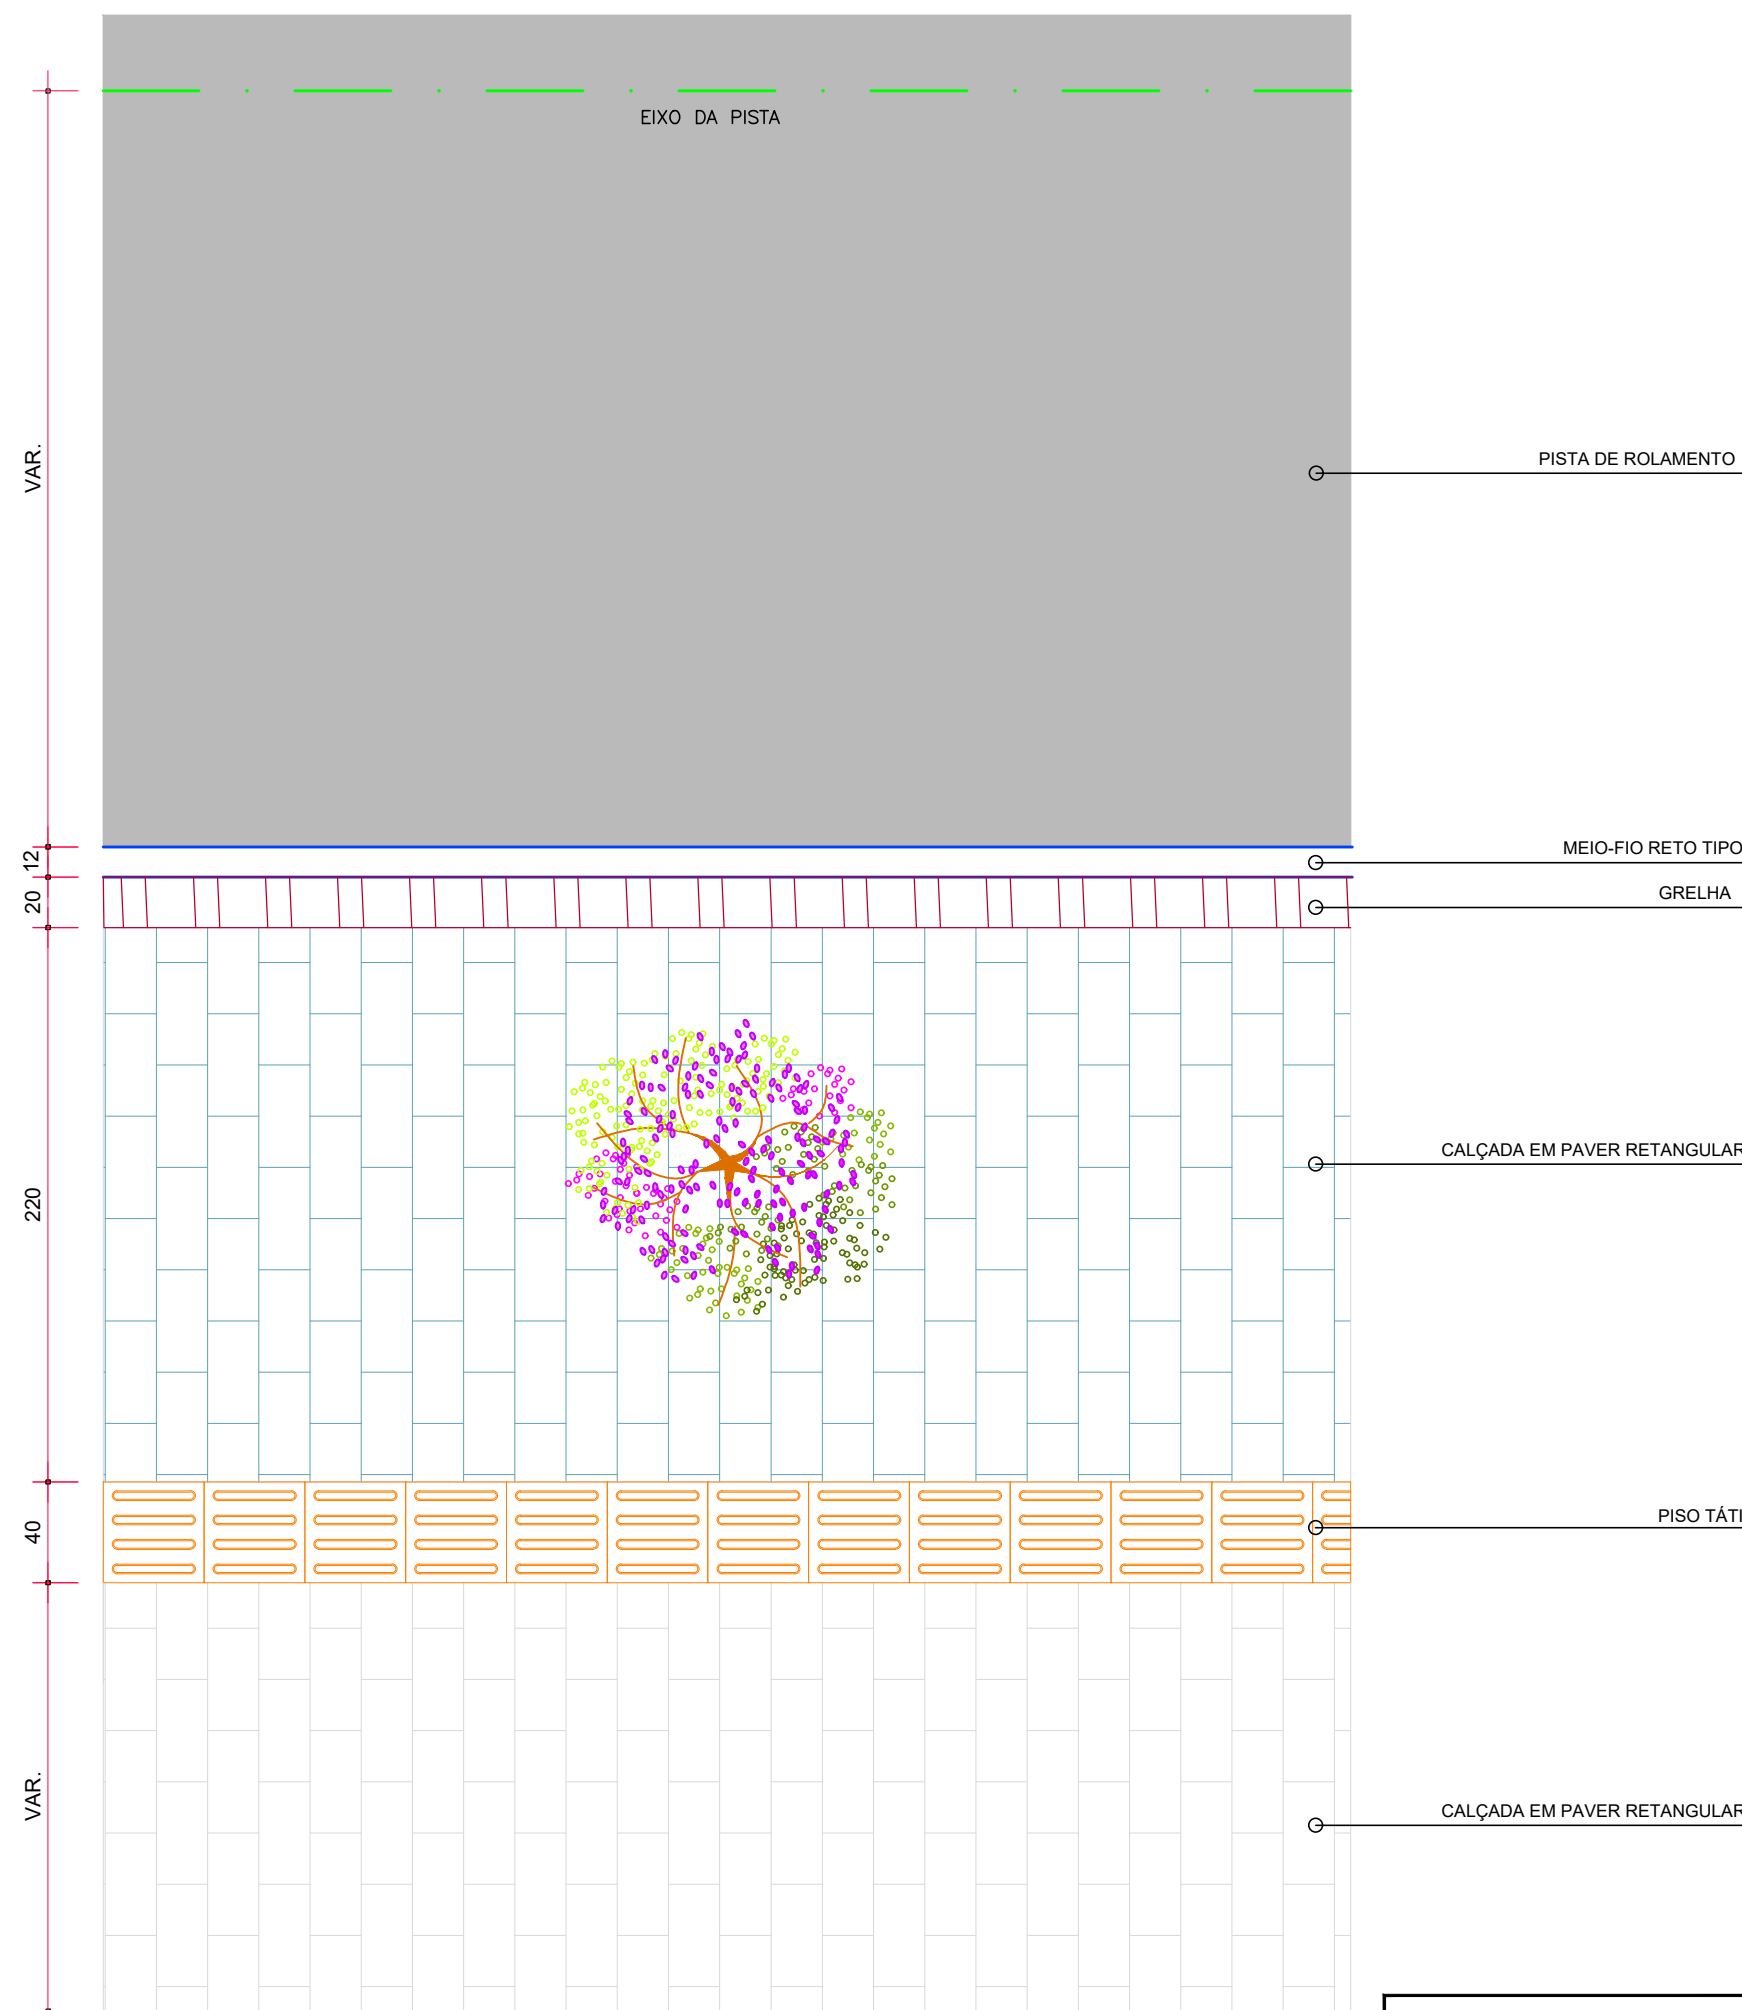 EIXO DA PISTA
VAR.
PISTA DE ROLAMENTO
12
MEIO-FIO RETO TIPO
20
GRELHA
CALÇADA EM PAVER RETANGULAR
220
40
PISO TÁTI
VAR.
CALÇADA EM PAVER RETANGULAR